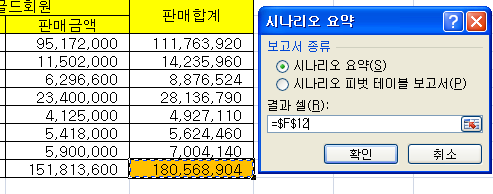 골드회원
판매금액 판매합계
95,172,000 111,763,920
11,502,000 14,235,960
6,296,600 8,876,524
23,400,000 28,136,790
4,125,000 4,927,110
5,418,000 5,624,460
5,900,000 7,004,140
151,813,600 180,568,904
시나리오 요약
보고서 종류
시나리오 요약(S)
시나리오 피벗 테이블 보고서(P)
결과 셀(R):
=$F$12
확인 취소